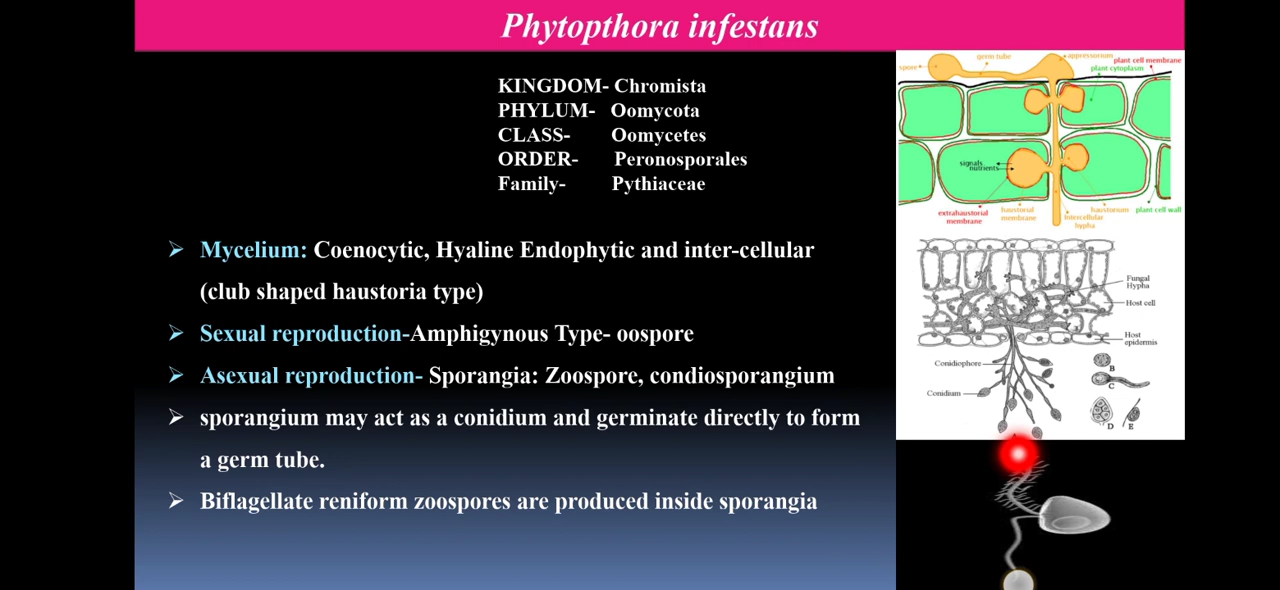 Phytopthora infestans
KINGDOM- Chromista
PHYLUM- Oomycota
CLASS- Oomycetes
ORDER- Peronosporales
Family- Pythiaceae
➢ Mycelium: Coenocytic, Hyaline Endophytic and inter-cellular
(club shaped haustoria type)
➢ Sexual reproduction-Amphigynous Type- oospore
➢ Asexual reproduction- Sporangia: Zoospore, condiosporangium
➢ sporangium may act as a conidium and germinate directly to form
a germ tube.
➢ Biflagellate reniform zoospores are produced inside sporangia
spore
germ tube
appressorium
plant cell membrane
plant cytoplasm
signals
nutrients
extrahaustorial
membrane
haustorial
membrane
Intercellular
hypha
haustorium
plant cell wall
Fungal
Hypha
Host cell
Host
epidermis
Conidiophore
Conidium
B
C
D
E